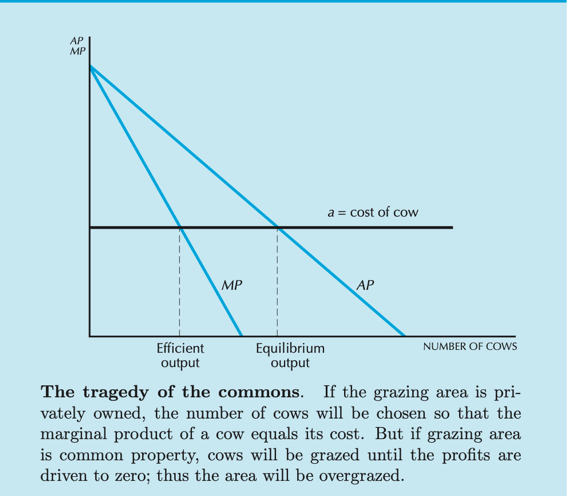 AP
MP
a = cost of cow
MP
AP
Efficient
output
Equilibrium
output
NUMBER OF COWS
The tragedy of the commons. If the grazing area is pri-
vately owned, the number of cows will be chosen so that the
marginal product of a cow equals its cost. But if grazing area
is common property, cows will be grazed until the profits are
driven to zero; thus the area will be overgrazed.